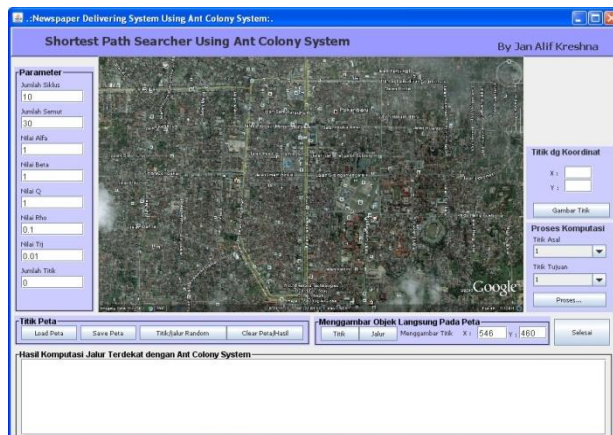 .:Newspaper Delivering System Using Ant Colony System:.
Shortest Path Searcher Using Ant Colony System
By Jan Alif Kreshna
Parameter
Jumlah Siklus
10
Jumlah Semut
30
Nilai Alfa
1
Nilai Beta
1
Nilai Q
1
Nilai Rho
0.1
Nilai Tij
0.01
Jumlah Titik
0
Pekanbaru
Google
Titik dg Koordinat
X :
Y :
Gambar Titik
Proses Komputasi
Titik Asal
1
Titik Tujuan
1
Proses...
Titik Peta
Load Peta Save Peta Titik/Jalur Random Clear Peta/Hasil
Menggambar Objek Langsung Pada Peta
Titik Jalur Menggambar Titik X : 546 Y : 460
Selesai
Hasil Komputasi Jalur Terdekat dengan Ant Colony System